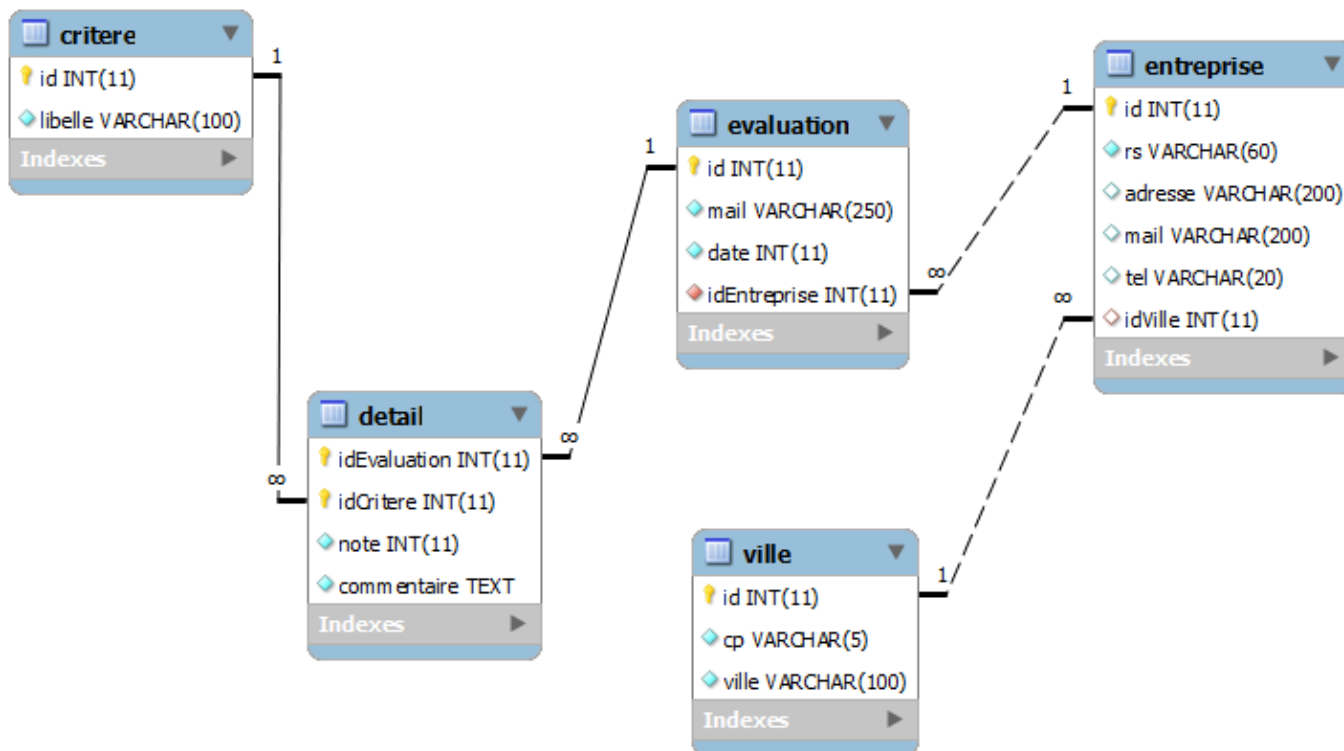 critere
id INT(11)
libelle VARCHAR(100)
Indexes
1
∞
detail
idEvaluation INT(11)
idCritere INT(11)
note INT(11)
commentaire TEXT
Indexes
∞
1
evaluation
id INT(11)
mail VARCHAR(250)
date INT(11)
idEntreprise INT(11)
Indexes
∞
1
entreprise
id INT(11)
rs VARCHAR(60)
adresse VARCHAR(200)
mail VARCHAR(200)
tel VARCHAR(20)
idVille INT(11)
Indexes
∞
1
ville
id INT(11)
cp VARCHAR(5)
ville VARCHAR(100)
Indexes